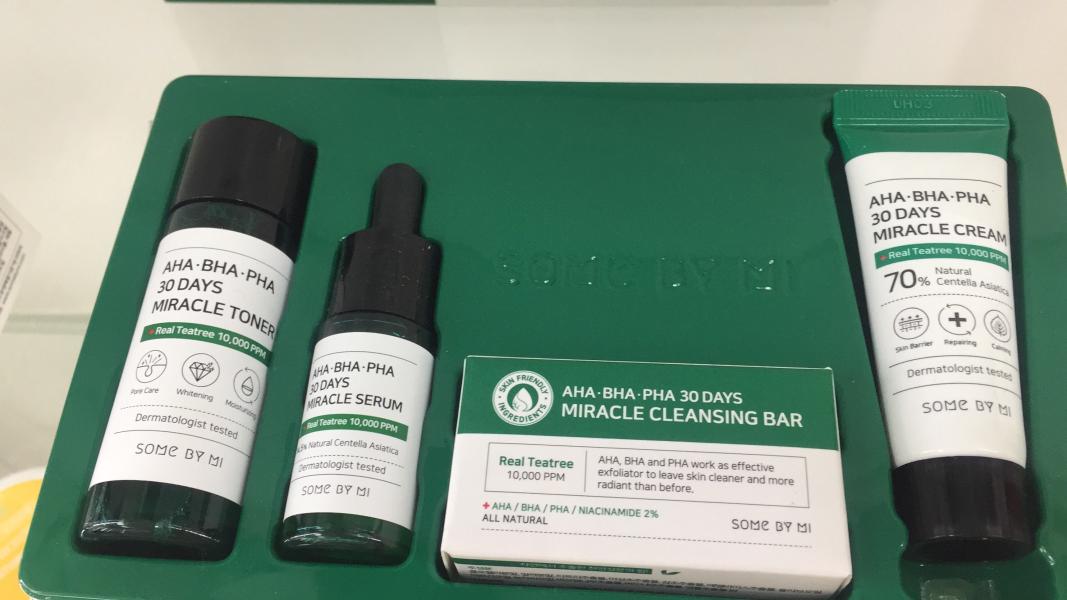 AHA·BHA·PHA
30 DAYS
MIRACLE TONER
+ Real Teatree 10,000 PPM
Pore Care
Whitening
Moisturizing
Dermatologist tested
SOME BY MI
AHA·BHA·PHA
30 DAYS
MIRACLE SERUM
Real Teatree 10,000 PPM
Natural Centella Asiatica
Dermatologist tested
SOME BY MI
SOME BY MI
SKIN FRIENDLY
INGREDIENTS
AHA·BHA·PHA 30 DAYS
MIRACLE CLEANSING BAR
Real Teatree
10,000 PPM
AHA, BHA and PHA work as effective
exfoliator to leave skin cleaner and more
radiant than before.
+ AHA / BHA / PHA / NIACINAMIDE 2%
ALL NATURAL
SOME BY MI
AHA·BHA·PHA
30 DAYS
MIRACLE CREAM
+ Real Teatree 10,000 PPM
70% Natural
Centella Asiatica
Skin Barrier
Repairing
Calming
Dermatologist tested
SOME BY MI